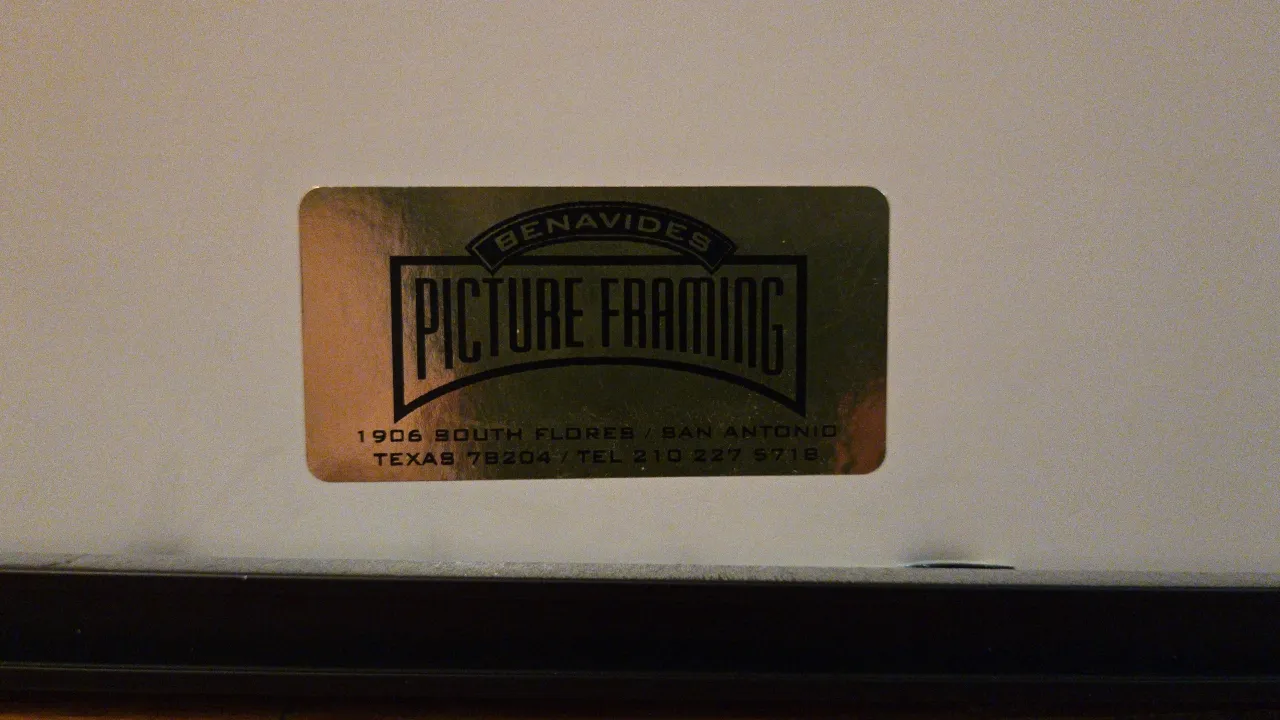 BENAVIDES
PICTURE FRAMING
1906 SOUTH FLORES / SAN ANTONIO
TEXAS 78204 / TEL 210 227 5718